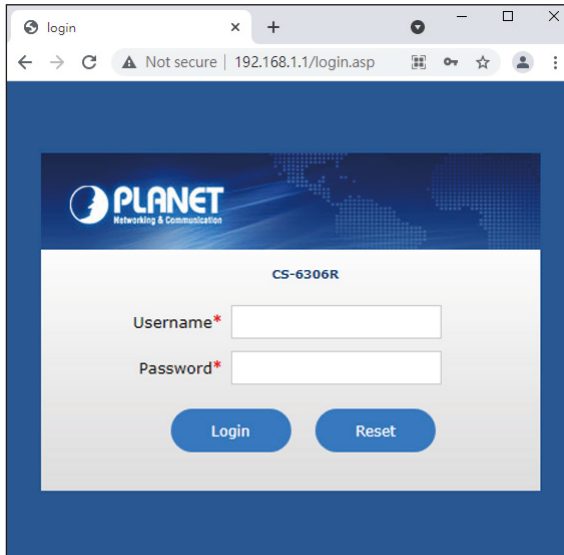 login
Not secure | 192.168.1.1/login.asp
PLANET
Networking & Communication
CS-6306R
Username*
Password*
Login Reset